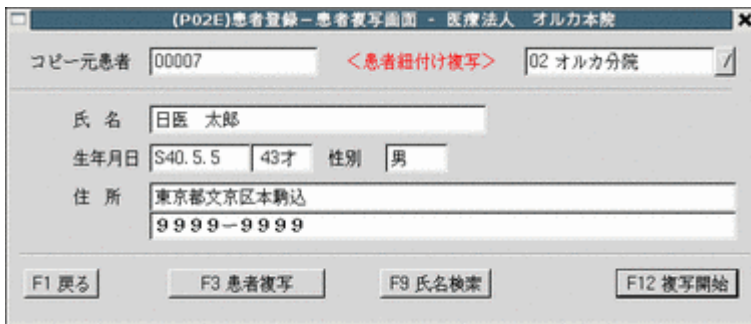 (P02E)患者登録－患者複写画面 - 医療法人　オルカ本院
コピー元患者 00007 ＜患者紐付け複写＞ 02 オルカ分院
氏 名 日医　太郎
生年月日 S40. 5. 5 43才 性別 男
住 所 東京都文京区本駒込
９９９９－９９９９
F1 戻る F3 患者複写 F9 氏名検索 F12 複写開始